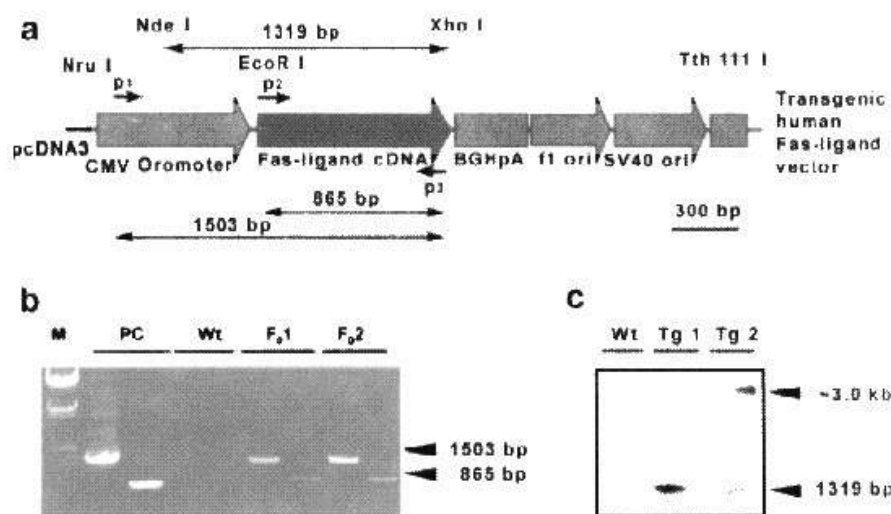 a
Nde I
1319 bp
Xho I
Nru I
EcoR I
Tth 111 I
p1
p2
pcDNA3
CMV Oromoter
Fas-ligand cDNA
BGHpA
f1 ori
SV40 ori
Transgenic
human
Fas-ligand
vector
p3
865 bp
1503 bp
300 bp
b
M
PC
Wt
F₀1
F₀2
1503 bp
865 bp
c
Wt
Tg 1
Tg 2
~3.0 kb
1319 bp